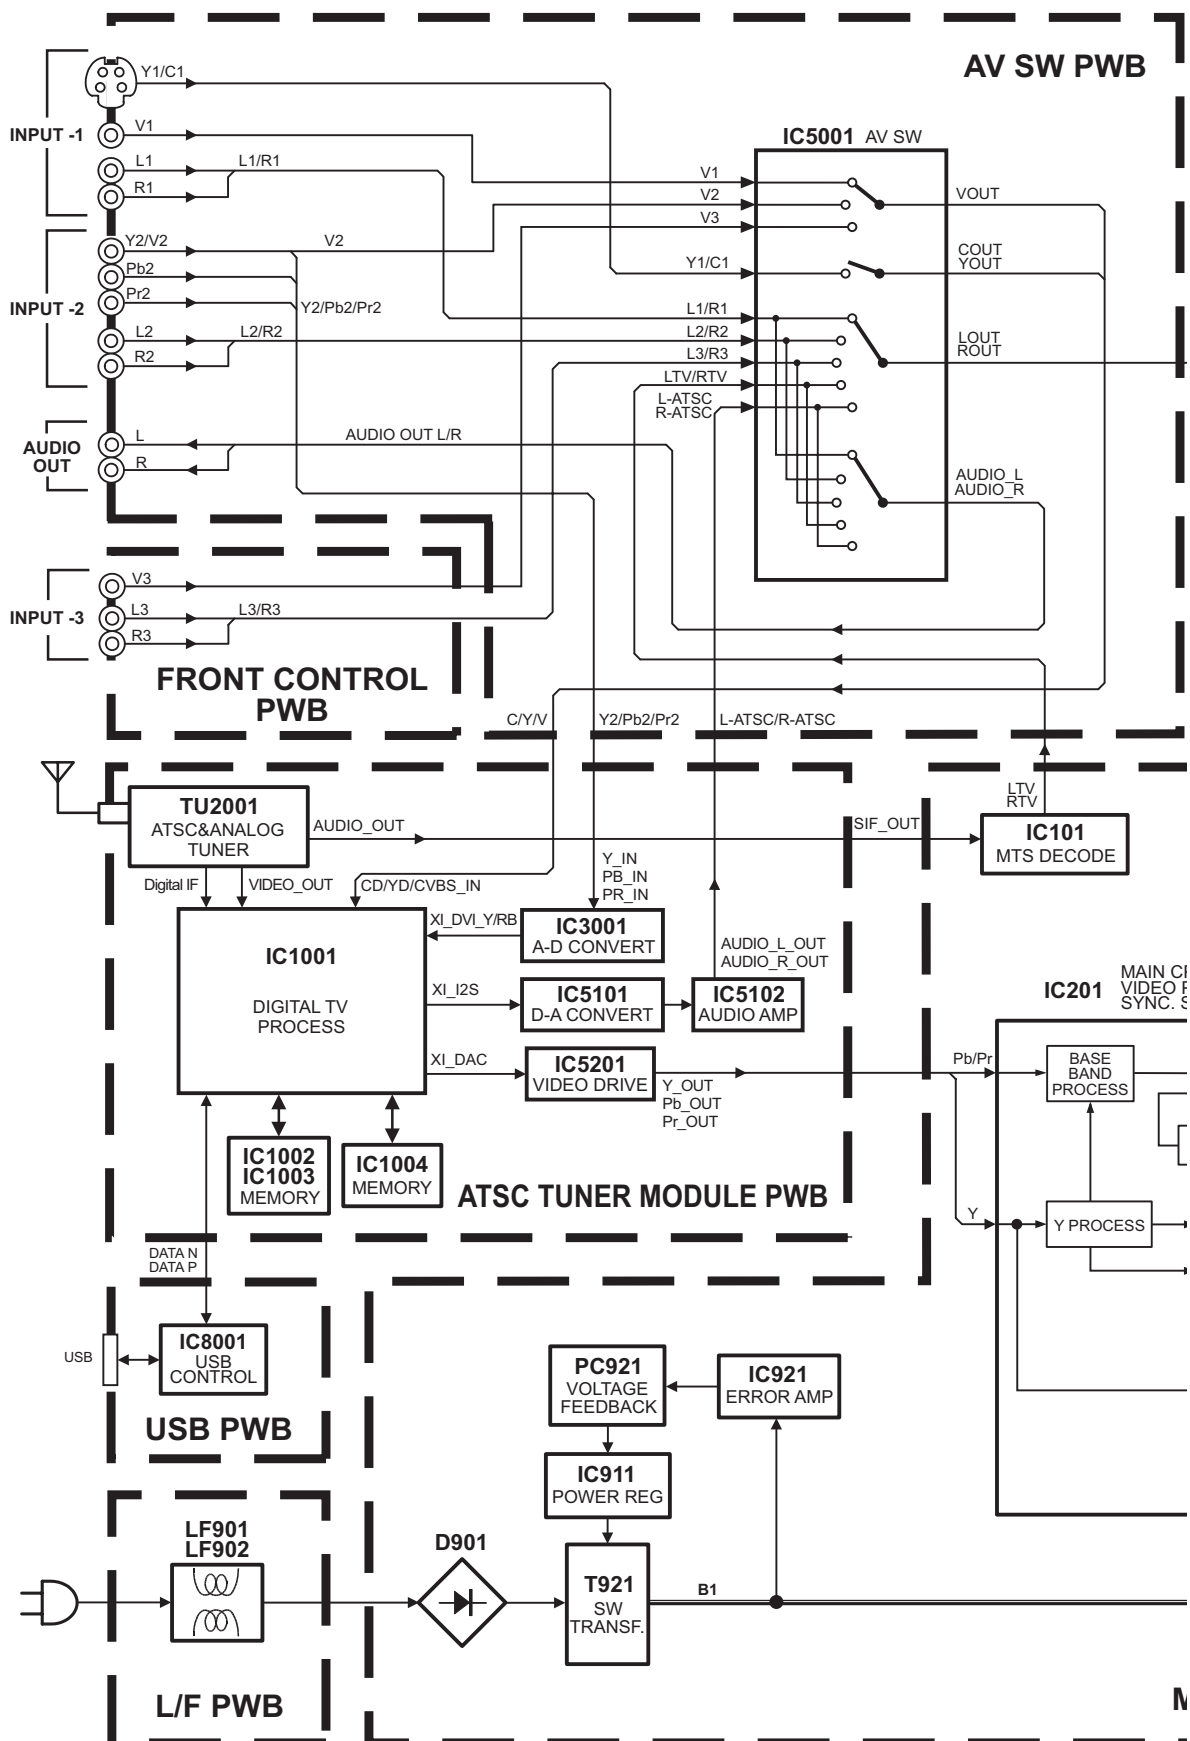 AV SW PWB
Y1/C1
INPUT -1
V1
L1
L1/R1
R1
IC5001 AV SW
V1
V2
V3
Y1/C1
L1/R1
L2/R2
L3/R3
LTV/RTV
L-ATSC
R-ATSC
VOUT
COUT
YOUT
LOUT
ROUT
AUDIO_L
AUDIO_R
INPUT -2
Y2/V2
V2
Pb2
Pr2
Y2/Pb2/Pr2
L2
L2/R2
R2
AUDIO
OUT
L
R
AUDIO OUT L/R
INPUT -3
V3
L3
L3/R3
R3
FRONT CONTROL
PWB
C/Y/V
Y2/Pb2/Pr2
L-ATSC/R-ATSC
TU2001
ATSC&ANALOG
TUNER
AUDIO_OUT
SIF_OUT
LTV
RTV
IC101
MTS DECODE
Digital IF
VIDEO_OUT
CD/YD/CVBS_IN
Y_IN
PB_IN
PR_IN
IC1001
DIGITAL TV
PROCESS
XI_DVI_Y/RB
IC3001
A-D CONVERT
AUDIO_L_OUT
AUDIO_R_OUT
XI_I2S
IC5101
D-A CONVERT
IC5102
AUDIO AMP
XI_DAC
IC5201
VIDEO DRIVE
Y_OUT
Pb_OUT
Pr_OUT
IC1002
IC1003
MEMORY
IC1004
MEMORY
ATSC TUNER MODULE PWB
IC201
MAIN
VIDEO
SYNC.
Pb/Pr
BASE
BAND
PROCESS
Y
Y PROCESS
DATA N
DATA P
USB
IC8001
USB
CONTROL
USB PWB
PC921
VOLTAGE
FEEDBACK
IC921
ERROR AMP
IC911
POWER REG
LF901
LF902
D901
T921
SW
TRANSF.
B1
L/F PWB